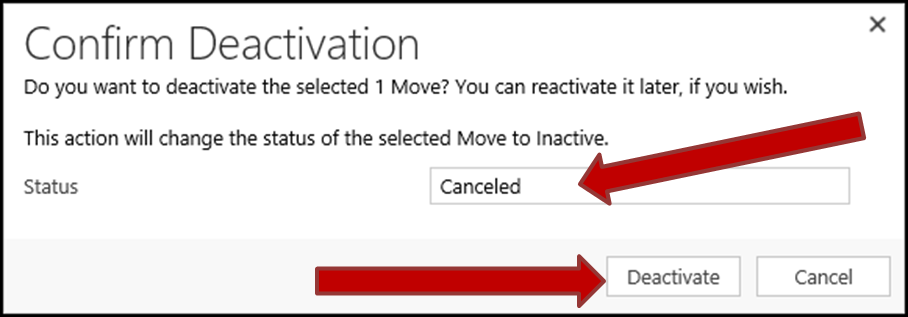 Confirm Deactivation
Do you want to deactivate the selected 1 Move? You can reactivate it later, if you wish.
This action will change the status of the selected Move to Inactive.
Status Canceled
Deactivate Cancel